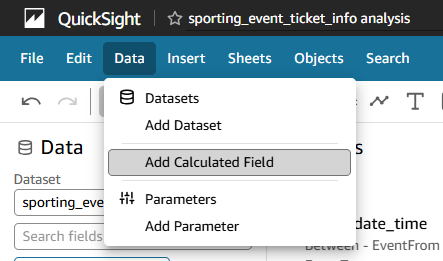 QuickSight sporting_event_ticket_info analysis
File Edit Data Insert Sheets Objects Search
Datasets
Add Dataset
Add Calculated Field
Parameters
Add Parameter
Data
Dataset
sporting_eve
Search fields
date_time
Between - EventFrom